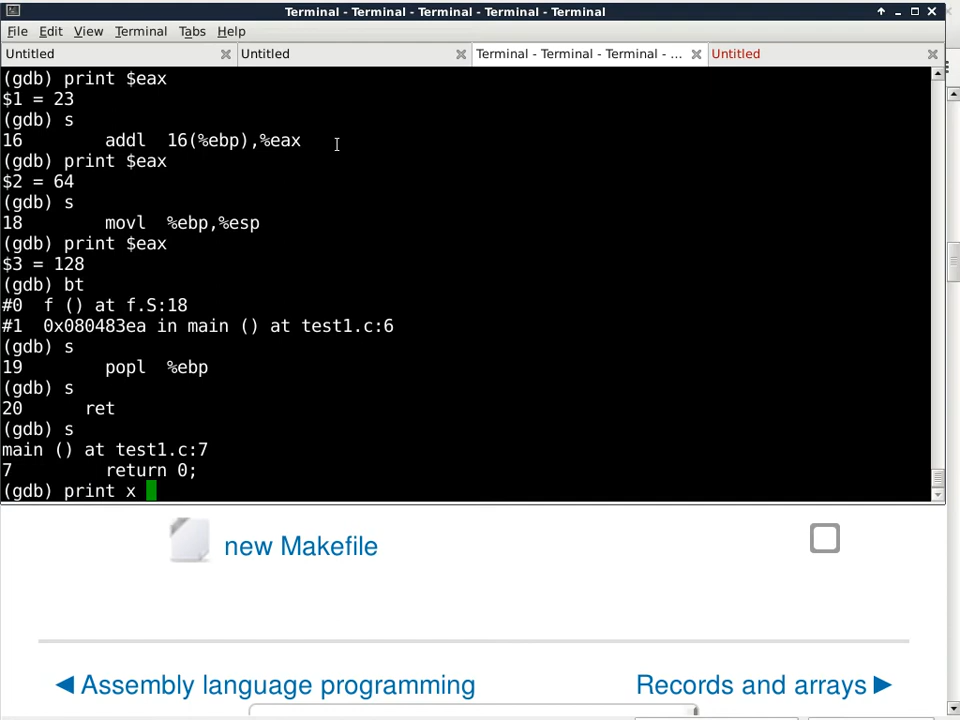 Terminal - Terminal - Terminal - Terminal - Terminal
File Edit View Terminal Tabs Help
Untitled Untitled Terminal - Terminal - Terminal - ... Untitled
(gdb) print $eax
$1 = 23
(gdb) s
16        addl  16(%ebp),%eax
(gdb) print $eax
$2 = 64
(gdb) s
18        movl  %ebp,%esp
(gdb) print $eax
$3 = 128
(gdb) bt
#0  f () at f.S:18
#1  0x080483ea in main () at test1.c:6
(gdb) s
19        popl  %ebp
(gdb) s
20      ret
(gdb) s
main () at test1.c:7
7         return 0;
(gdb) print x
new Makefile
◀ Assembly language programming
Records and arrays ▶